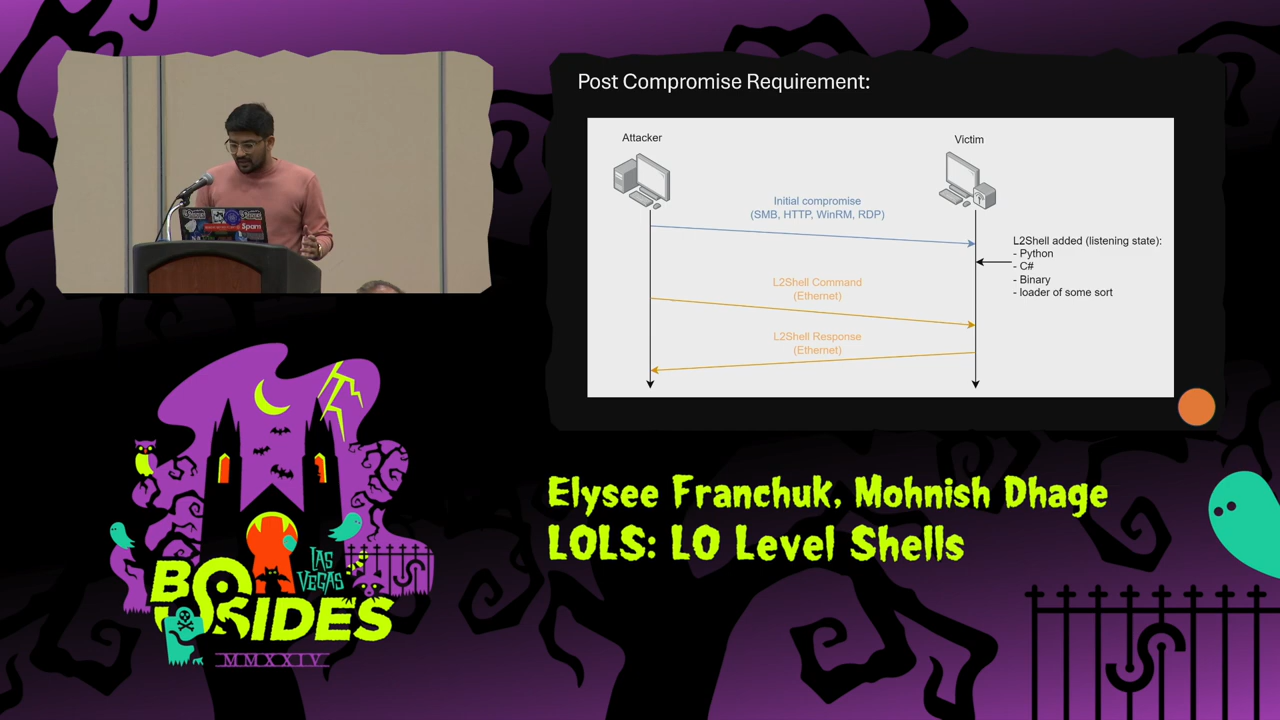 Post Compromise Requirement:
Attacker
Victim
Initial compromise
(SMB, HTTP, WinRM, RDP)
L2Shell added (listening state):
- Python
- C#
- Binary
- loader of some sort
L2Shell Command
(Ethernet)
L2Shell Response
(Ethernet)
Spam
Elysee Franchuk, Mohnish Dhage
LOLS: LO Level Shells
LAS
VEGAS
BSIDES
MMXXIV